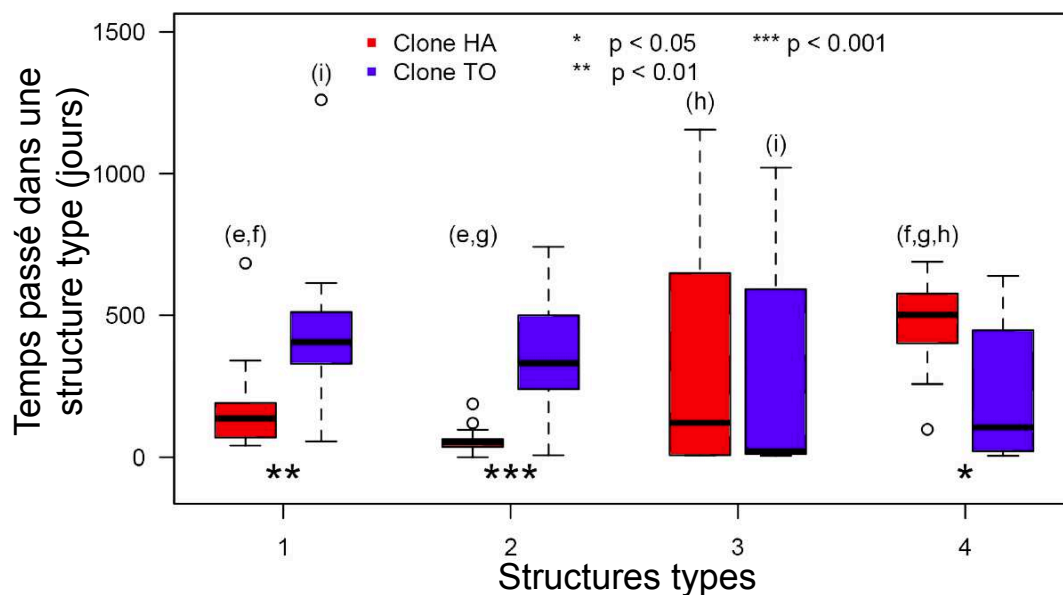 Temps passé dans une
structure type (jours)
1500
1000
500
0
Clone HA
Clone TO
* p < 0.05
** p < 0.01
*** p < 0.001
(e,f)
(i)
(e,g)
(h)
(i)
(f,g,h)
**
***
*
1
2
3
4
Structures types